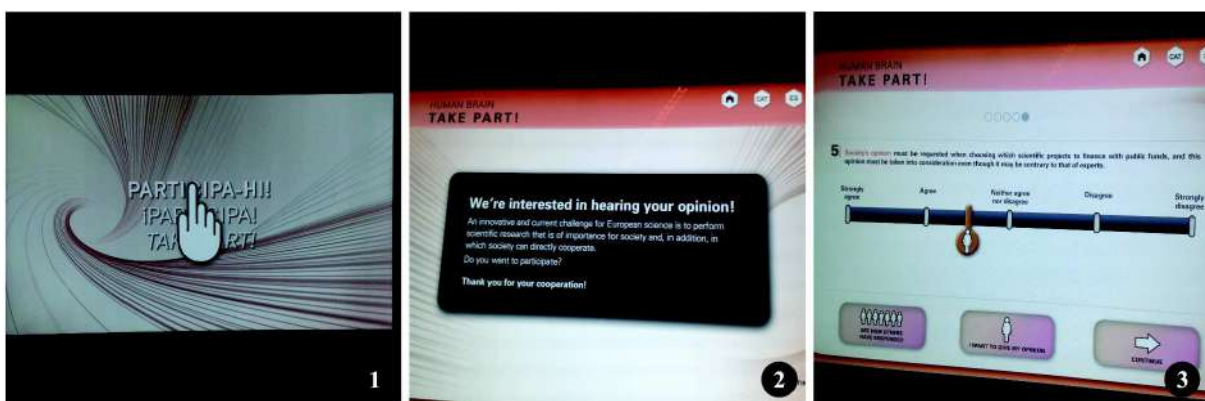 PARTICIPA-HI!
¡PARTICIPA!
TAKE PART!
1
HUMAN BRAIN
TAKE PART!
CAT
ES
We're interested in hearing your opinion!
An innovative and current challenge for European science is to perform
scientific research that is of importance for society and, in addition, in
which society can directly cooperate.
Do you want to participate?
Thank you for your cooperation!
2
HUMAN BRAIN
TAKE PART!
CAT
5 Society's opinion must be requested when choosing which scientific projects to finance with public funds, and this
opinion must be taken into consideration even though it may be contrary to that of experts.
Strongly
agree
Agree
Neither agree
nor disagree
Disagree
Strongly
disagree
SEE HOW OTHERS
HAVE RESPONDED
I WANT TO GIVE MY OPINION
CONTINUE
3